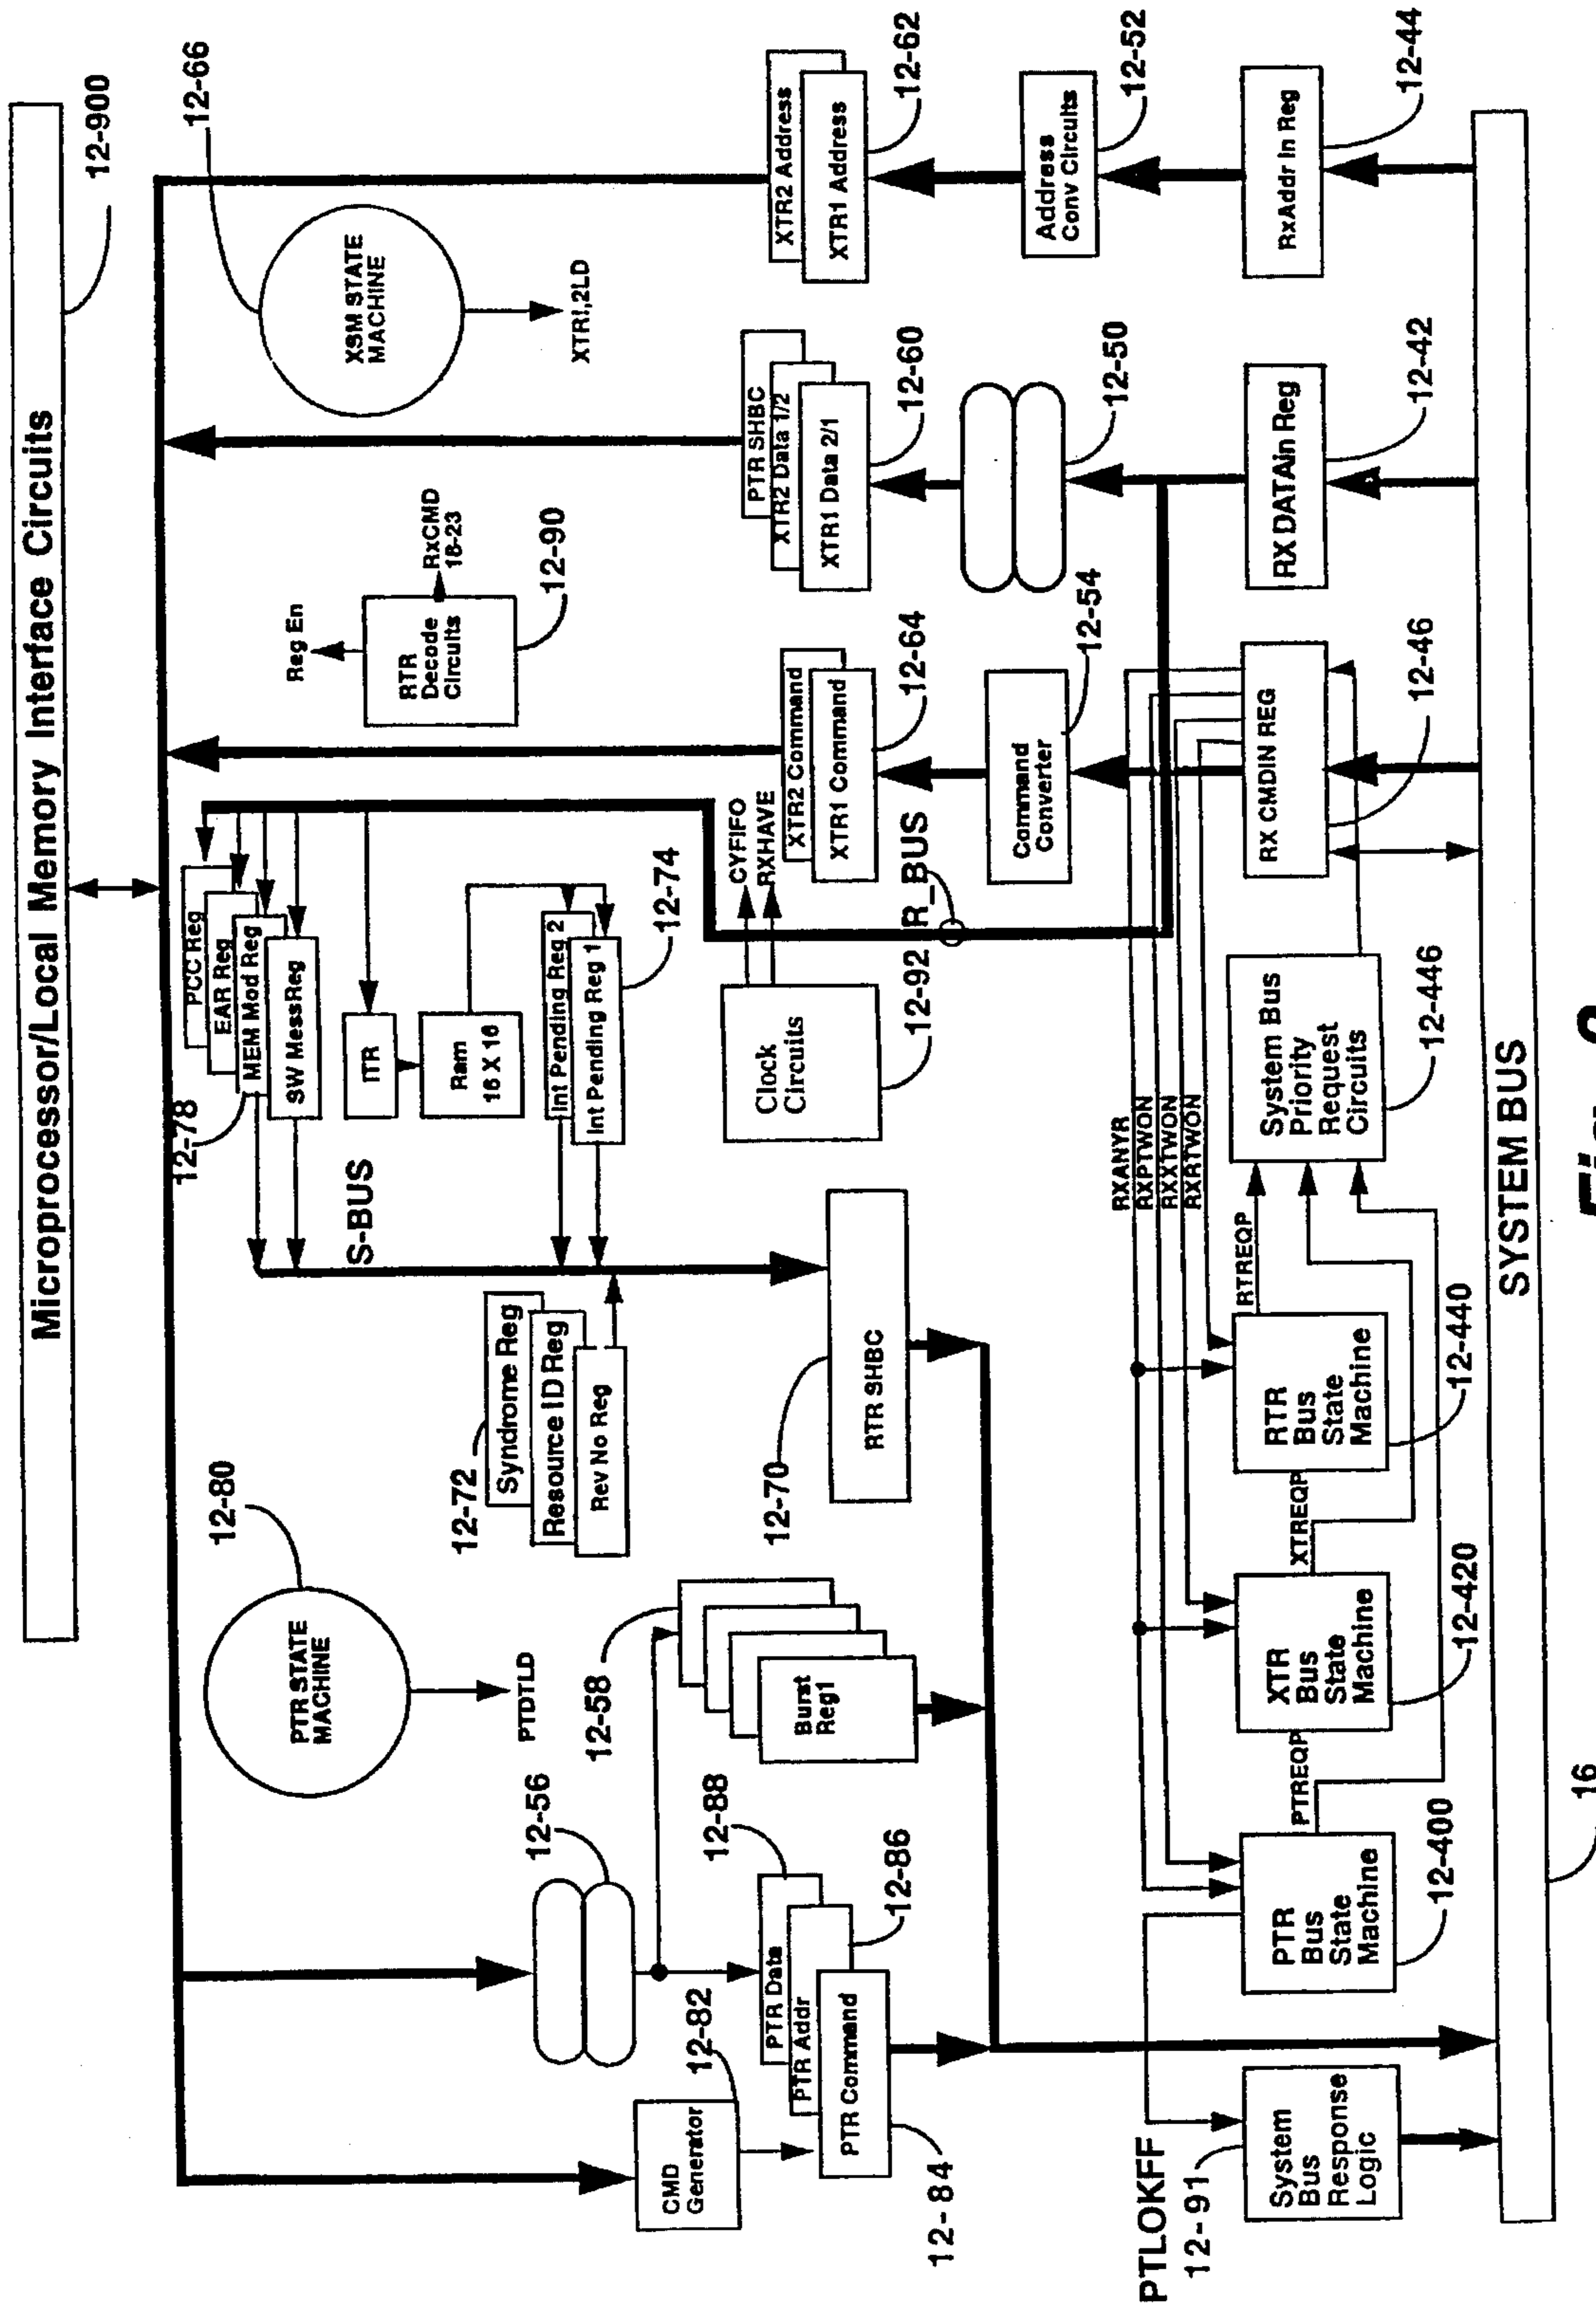 Microprocessor/Local Memory Interface Circuits
12-900
12-80
PTR STATE
MACHINE
PTDTLD
12-66
XSM STATE
MACHINE
XTR!,2LD
12-78
PCC Reg
EAR Reg
MEM Mod Reg
SW MessReg
S-BUS
ITR
Ram
16 X 16
Int Pending Reg 2
Int Pending Reg 1
12-74
Reg En
RTR
Decode
Circuits
RxCMD
18-23
12-90
12-72
Syndrome Reg
Resource ID Reg
Rev No Reg
12-56
12-58
Burst
Reg1
CMD
Generator
12-82
12-88
PTR Data
PTR Addr
PTR Command
12-86
12-84
12-70
RTR SHBC
Clock
Circuits
12-92
CYFIFO
RXHAVE
R_BUS
XTR2 Command
XTR1 Command
12-64
PTR SHBC
XTR2 Data 1/2
XTR1 Data 2/1
12-60
XTR2 Address
XTR1 Address
12-62
Command
Converter
12-54
12-50
Address
Conv Circuits
12-52
RXANYR
RXPTWON
RXXTWON
RXRTWON
PTLOKFF
12-91
System
Bus
Response
Logic
PTR
Bus
State
Machine
12-400
PTREQP
XTR
Bus
State
Machine
12-420
XTREQP
RTR
Bus
State
Machine
12-440
RTREQP
System Bus
Priority
Request
Circuits
12-446
RX CMDIN REG
12-46
RX DATAin Reg
12-42
RxAddr In Reg
12-44
SYSTEM BUS
16